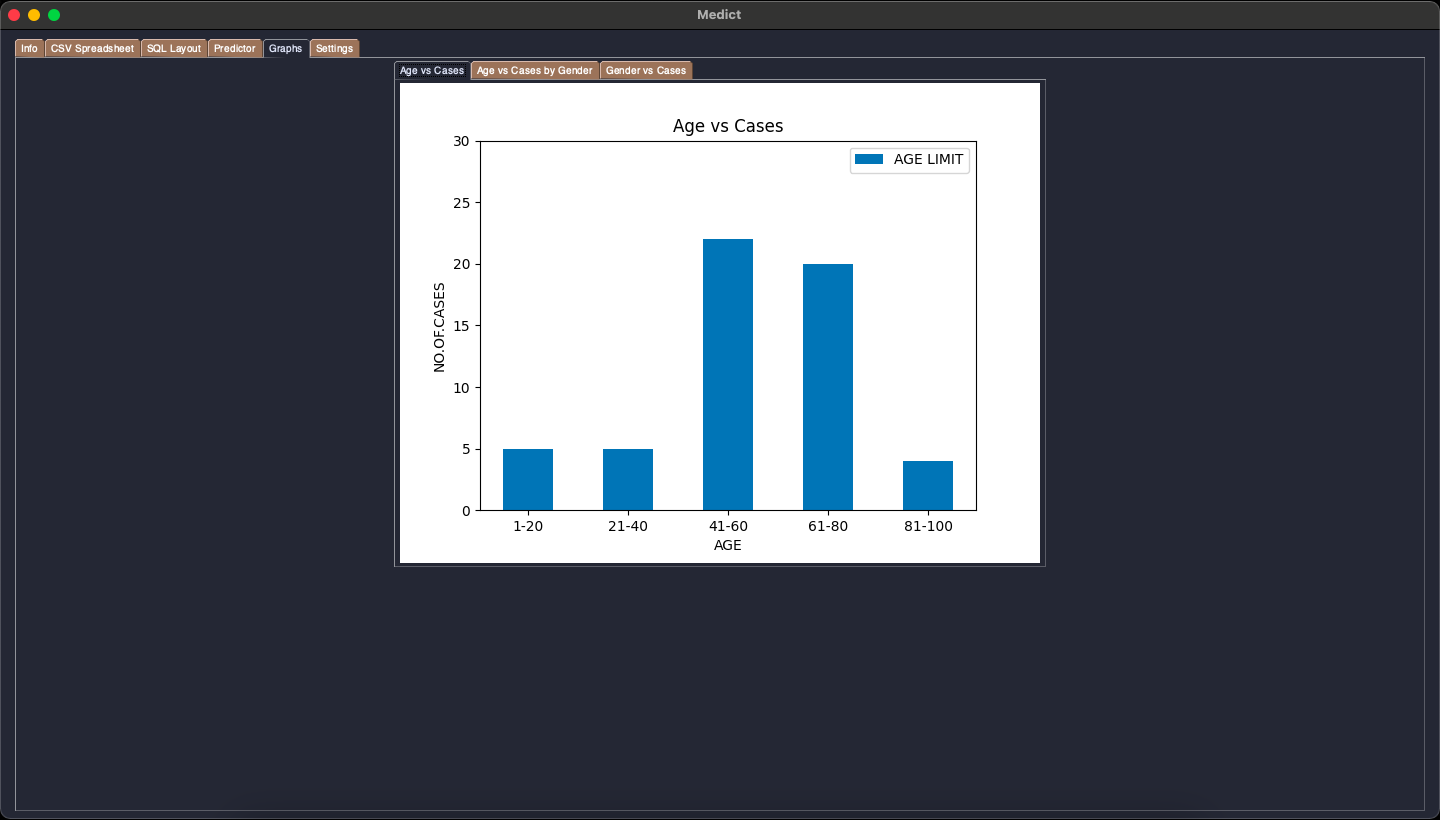 Medict
Info CSV Spreadsheet SQL Layout Predictor Graphs Settings
Age vs Cases Age vs Cases by Gender Gender vs Cases
Age vs Cases
AGE LIMIT
30
25
20
15
10
5
0
NO.OF.CASES
1-20 21-40 41-60 61-80 81-100
AGE